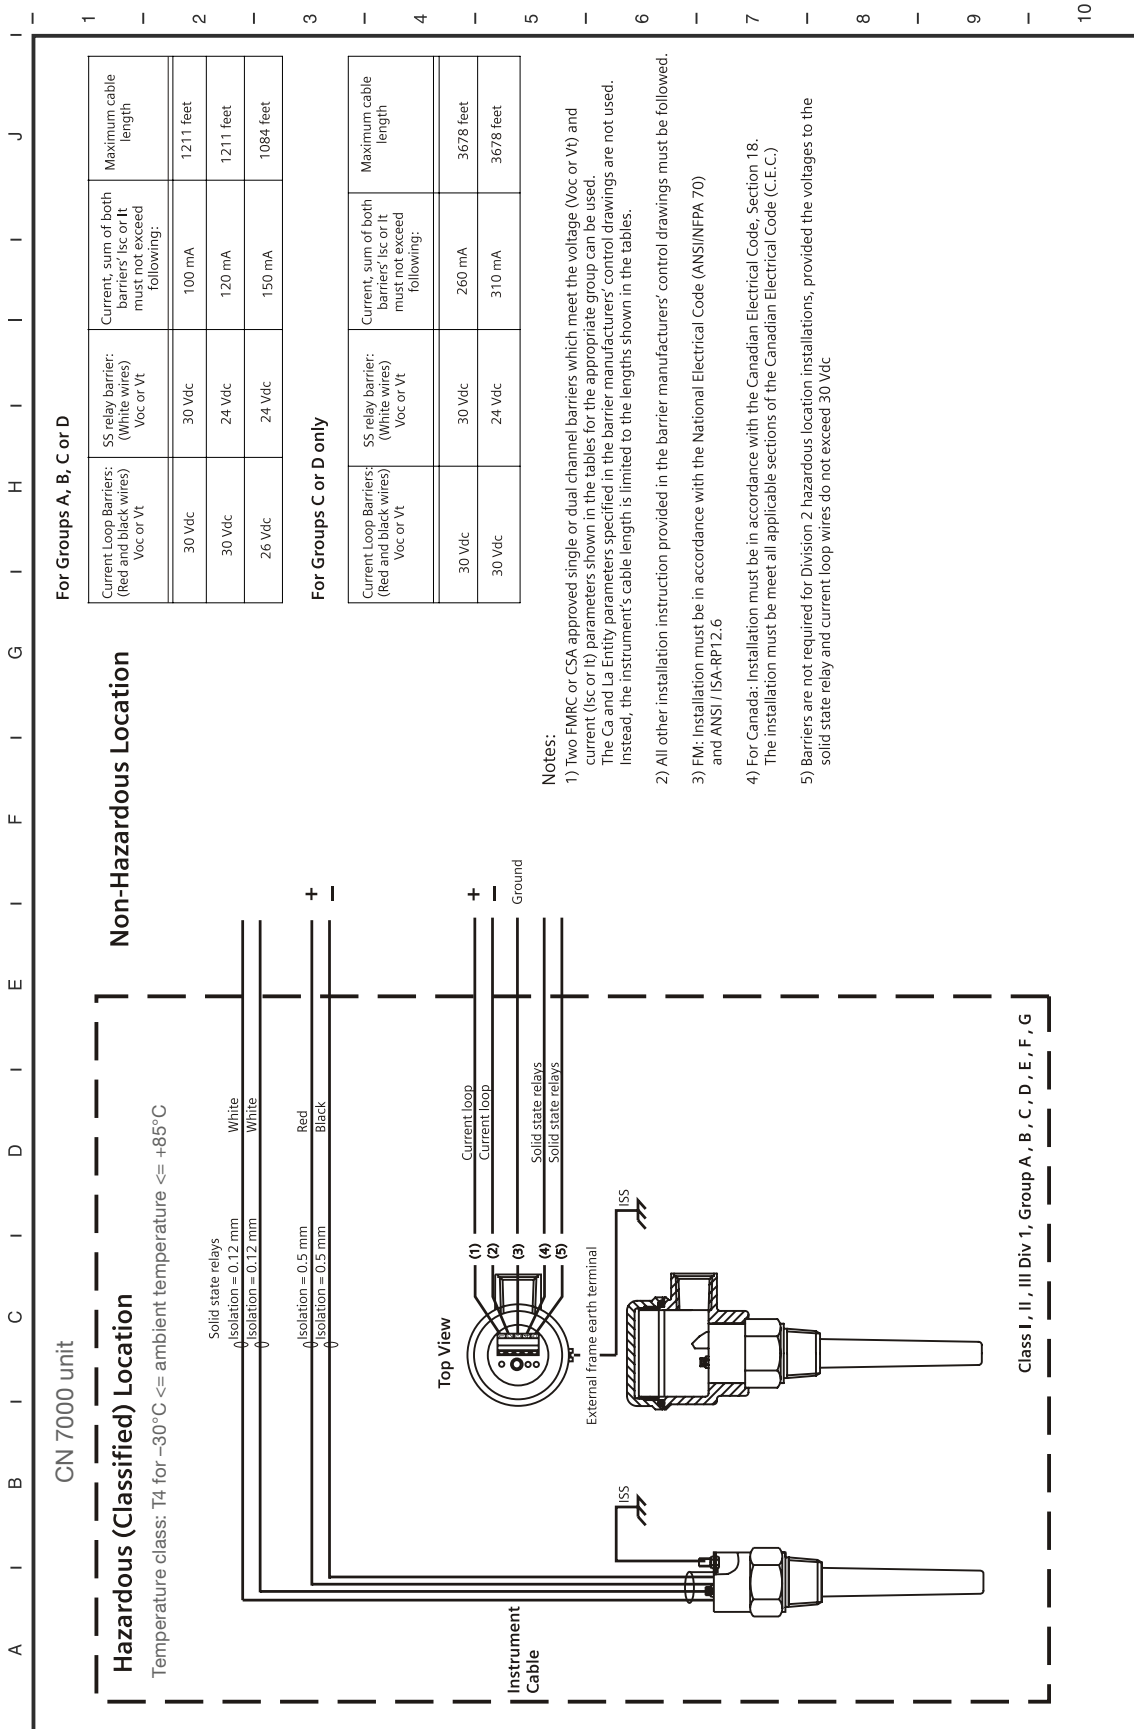 A B C D E F G H I J
1
2
3
4
5
6
7
8
9
10
CN 7000 unit
Hazardous (Classified) Location
Temperature class: T4 for –30°C <= ambient temperature <= +85°C
Solid state relays
Isolation = 0.12 mm White
Isolation = 0.12 mm White
Isolation = 0.5 mm Red
Isolation = 0.5 mm Black
+
–
Top View
(1) Current loop +
(2) Current loop –
(3) Ground
(4) Solid state relays
(5) Solid state relays
External frame earth terminal
ISS
ISS
Instrument
Cable
Class I , II , III Div 1, Group A , B , C , D , E , F , G
Non-Hazardous Location
For Groups A, B, C or D
Current Loop Barriers:
(Red and black wires)
Voc or Vt
SS relay barrier:
(White wires)
Voc or Vt
Current, sum of both
barriers' Isc or It
must not exceed
following:
Maximum cable
length
30 Vdc 30 Vdc 100 mA 1211 feet
30 Vdc 24 Vdc 120 mA 1211 feet
26 Vdc 24 Vdc 150 mA 1084 feet
For Groups C or D only
Current Loop Barriers:
(Red and black wires)
Voc or Vt
SS relay barrier:
(White wires)
Voc or Vt
Current, sum of both
barriers' Isc or It
must not exceed
following:
Maximum cable
length
30 Vdc 30 Vdc 260 mA 3678 feet
30 Vdc 24 Vdc 310 mA 3678 feet
Notes:
1) Two FMRC or CSA approved single or dual channel barriers which meet the voltage (Voc or Vt) and
current (Isc or It) parameters shown in the tables for the appropriate group can be used.
The Ca and La Entity parameters specified in the barrier manufacturers' control drawings are not used.
Instead, the instrument's cable length is limited to the lengths shown in the tables.
2) All other installation instruction provided in the barrier manufacturers' control drawings must be followed.
3) FM: Installation must be in accordance with the National Electrical Code (ANSI/NFPA 70)
and ANSI / ISA-RP12.6
4) For Canada: Installation must be in accordance with the Canadian Electrical Code, Section 18.
The installation must be meet all applicable sections of the Canadian Electrical Code (C.E.C.)
5) Barriers are not required for Division 2 hazardous location installations, provided the voltages to the
solid state relay and current loop wires do not exceed 30 Vdc